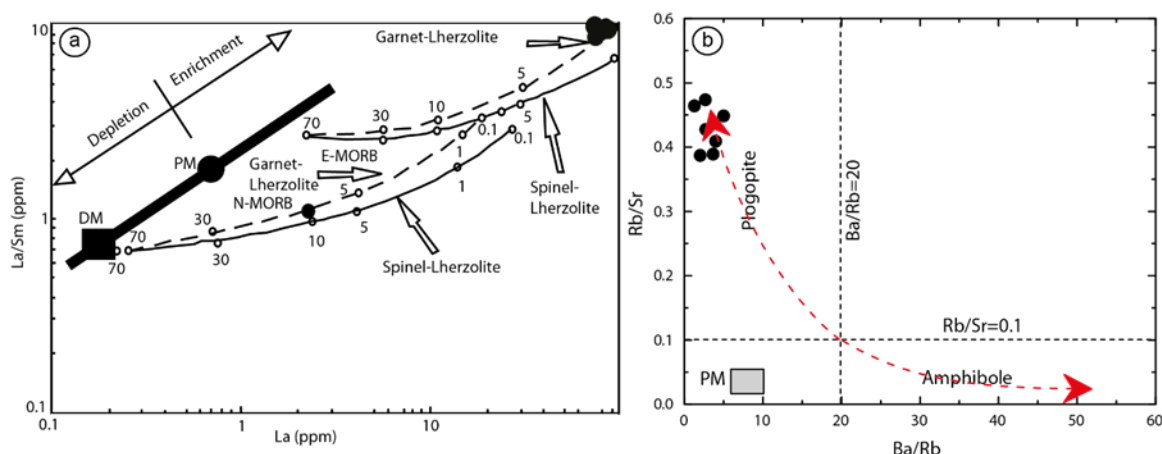 a
10
1
0.1
La/Sm (ppm)
0.1
1
10
La (ppm)
Depletion
Enrichment
PM
DM
Garnet-Lherzolite
70
30
10
5
0.1
5
0.1
E-MORB
Garnet-
Lherzolite
N-MORB
5
1
1
30
70
70
30
10
5
Spinel-Lherzolite
Spinel-
Lherzolite
b
0.6
0.5
0.4
0.3
0.2
0.1
0.0
Rb/Sr
Plogopite
Ba/Rb=20
Rb/Sr=0.1
PM
Amphibole
0
10
20
30
40
50
60
Ba/Rb